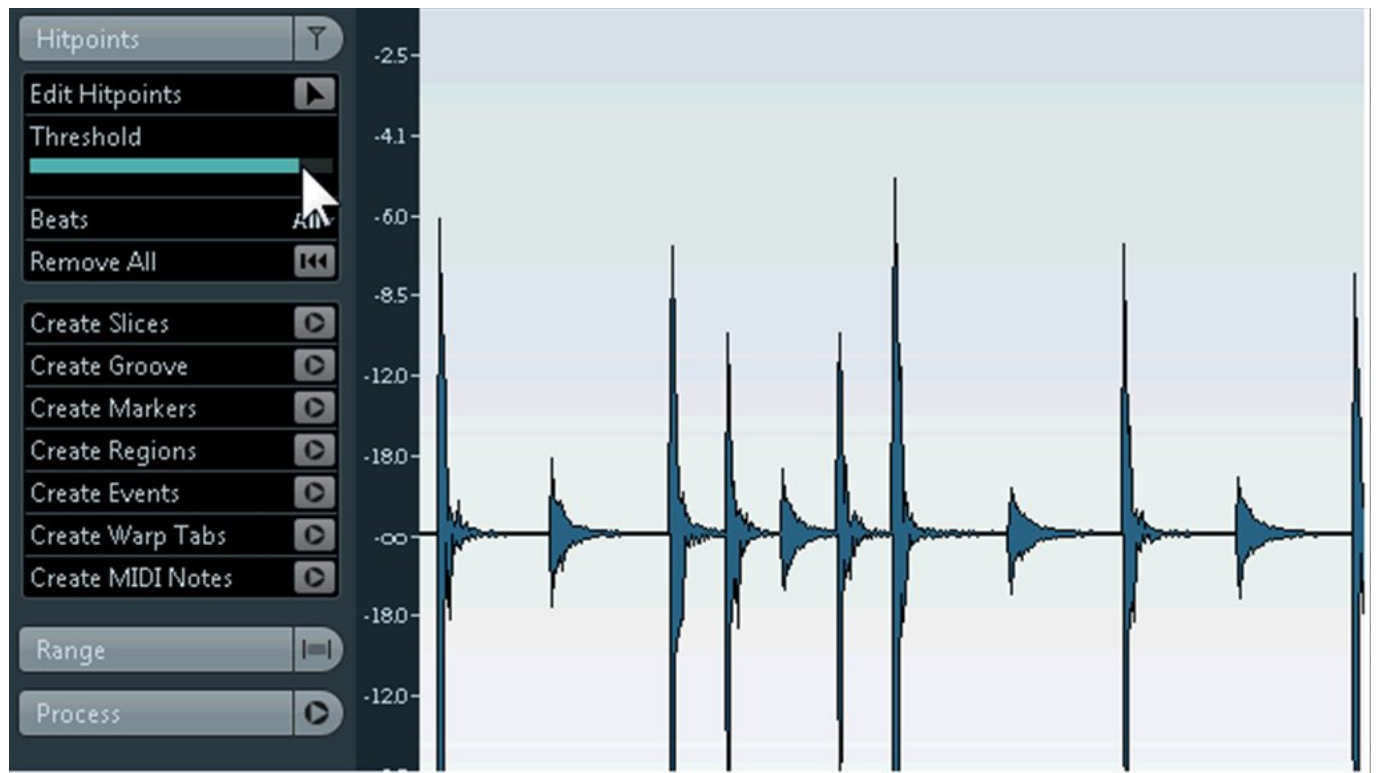 Hitpoints
Edit Hitpoints
Threshold
Beats
Remove All
Create Slices
Create Groove
Create Markers
Create Regions
Create Events
Create Warp Tabs
Create MIDI Notes
Range
Process
-2.5
-4.1
-6.0
-8.5
-12.0
-18.0
-∞
-18.0
-12.0